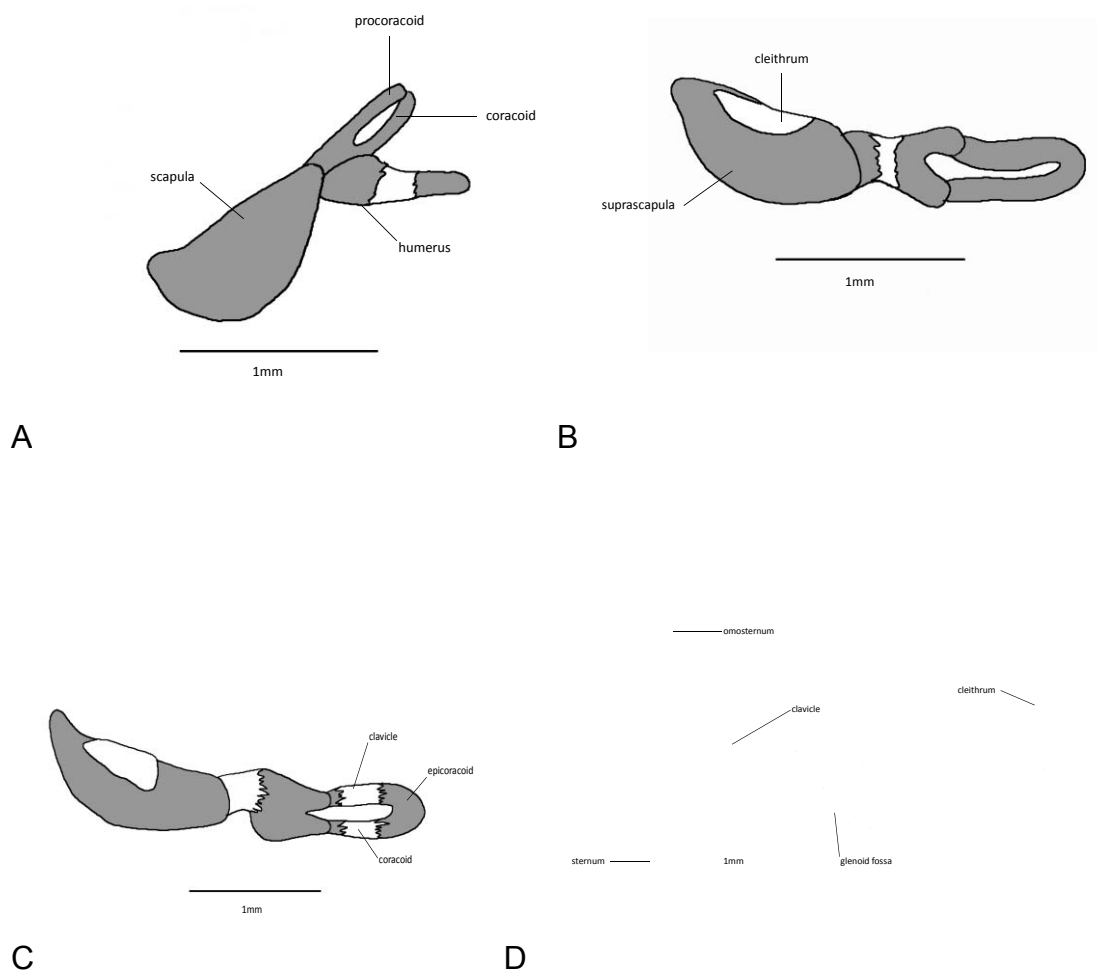 procoracoid
coracoid
scapula
humerus
1mm
A
cleithrum
suprascapula
1mm
B
clavicle
epicoracoid
coracoid
1mm
C
omosternum
cleithrum
clavicle
sternum
1mm
glenoid fossa
D